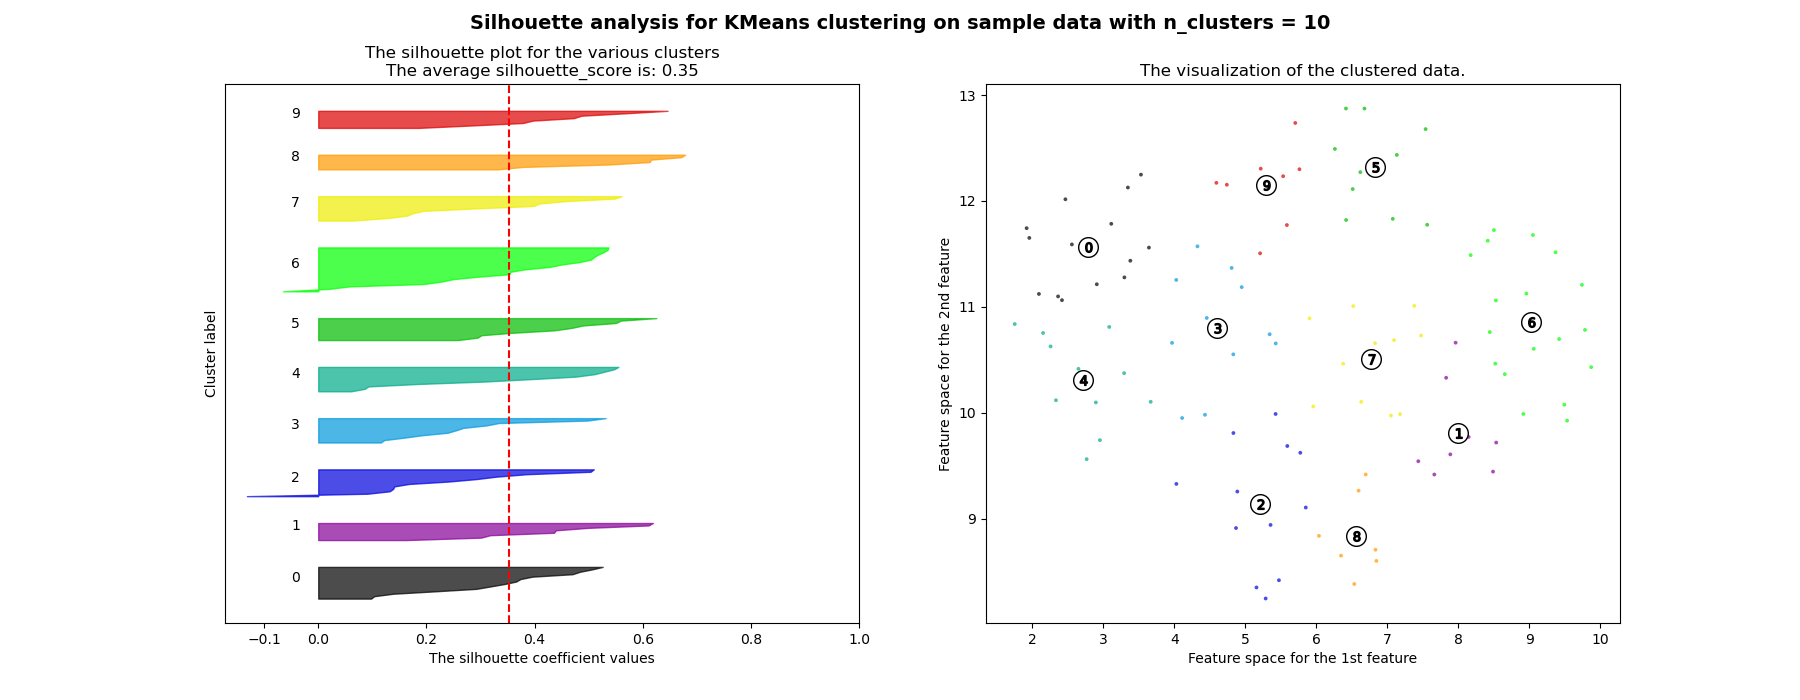 Silhouette analysis for KMeans clustering on sample data with n_clusters = 10
The silhouette plot for the various clusters
The average silhouette_score is: 0.35
9
8
7
6
5
4
3
2
1
0
Cluster label
−0.1 0.0 0.2 0.4 0.6 0.8 1.0
The silhouette coefficient values
The visualization of the clustered data.
13
12
11
10
9
Feature space for the 2nd feature
5
9
0
6
3
7
4
1
2
8
2 3 4 5 6 7 8 9 10
Feature space for the 1st feature